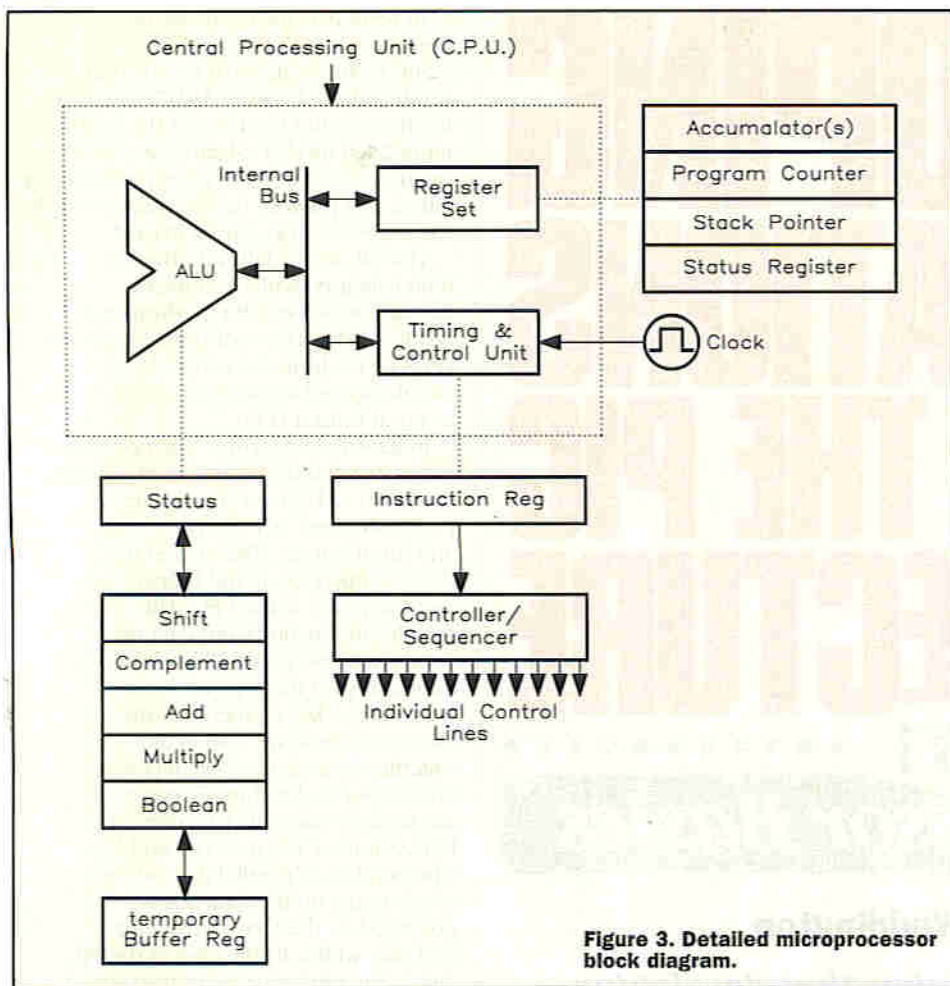 Central Processing Unit (C.P.U.)
Internal
Bus
Register
Set
ALU
Timing &
Control Unit
Accumalator(s)
Program Counter
Stack Pointer
Status Register
Clock
Status
Instruction Reg
Shift
Complement
Add
Multiply
Boolean
Controller/
Sequencer
Individual Control
Lines
temporary
Buffer Reg
Figure 3. Detailed microprocessor
block diagram.